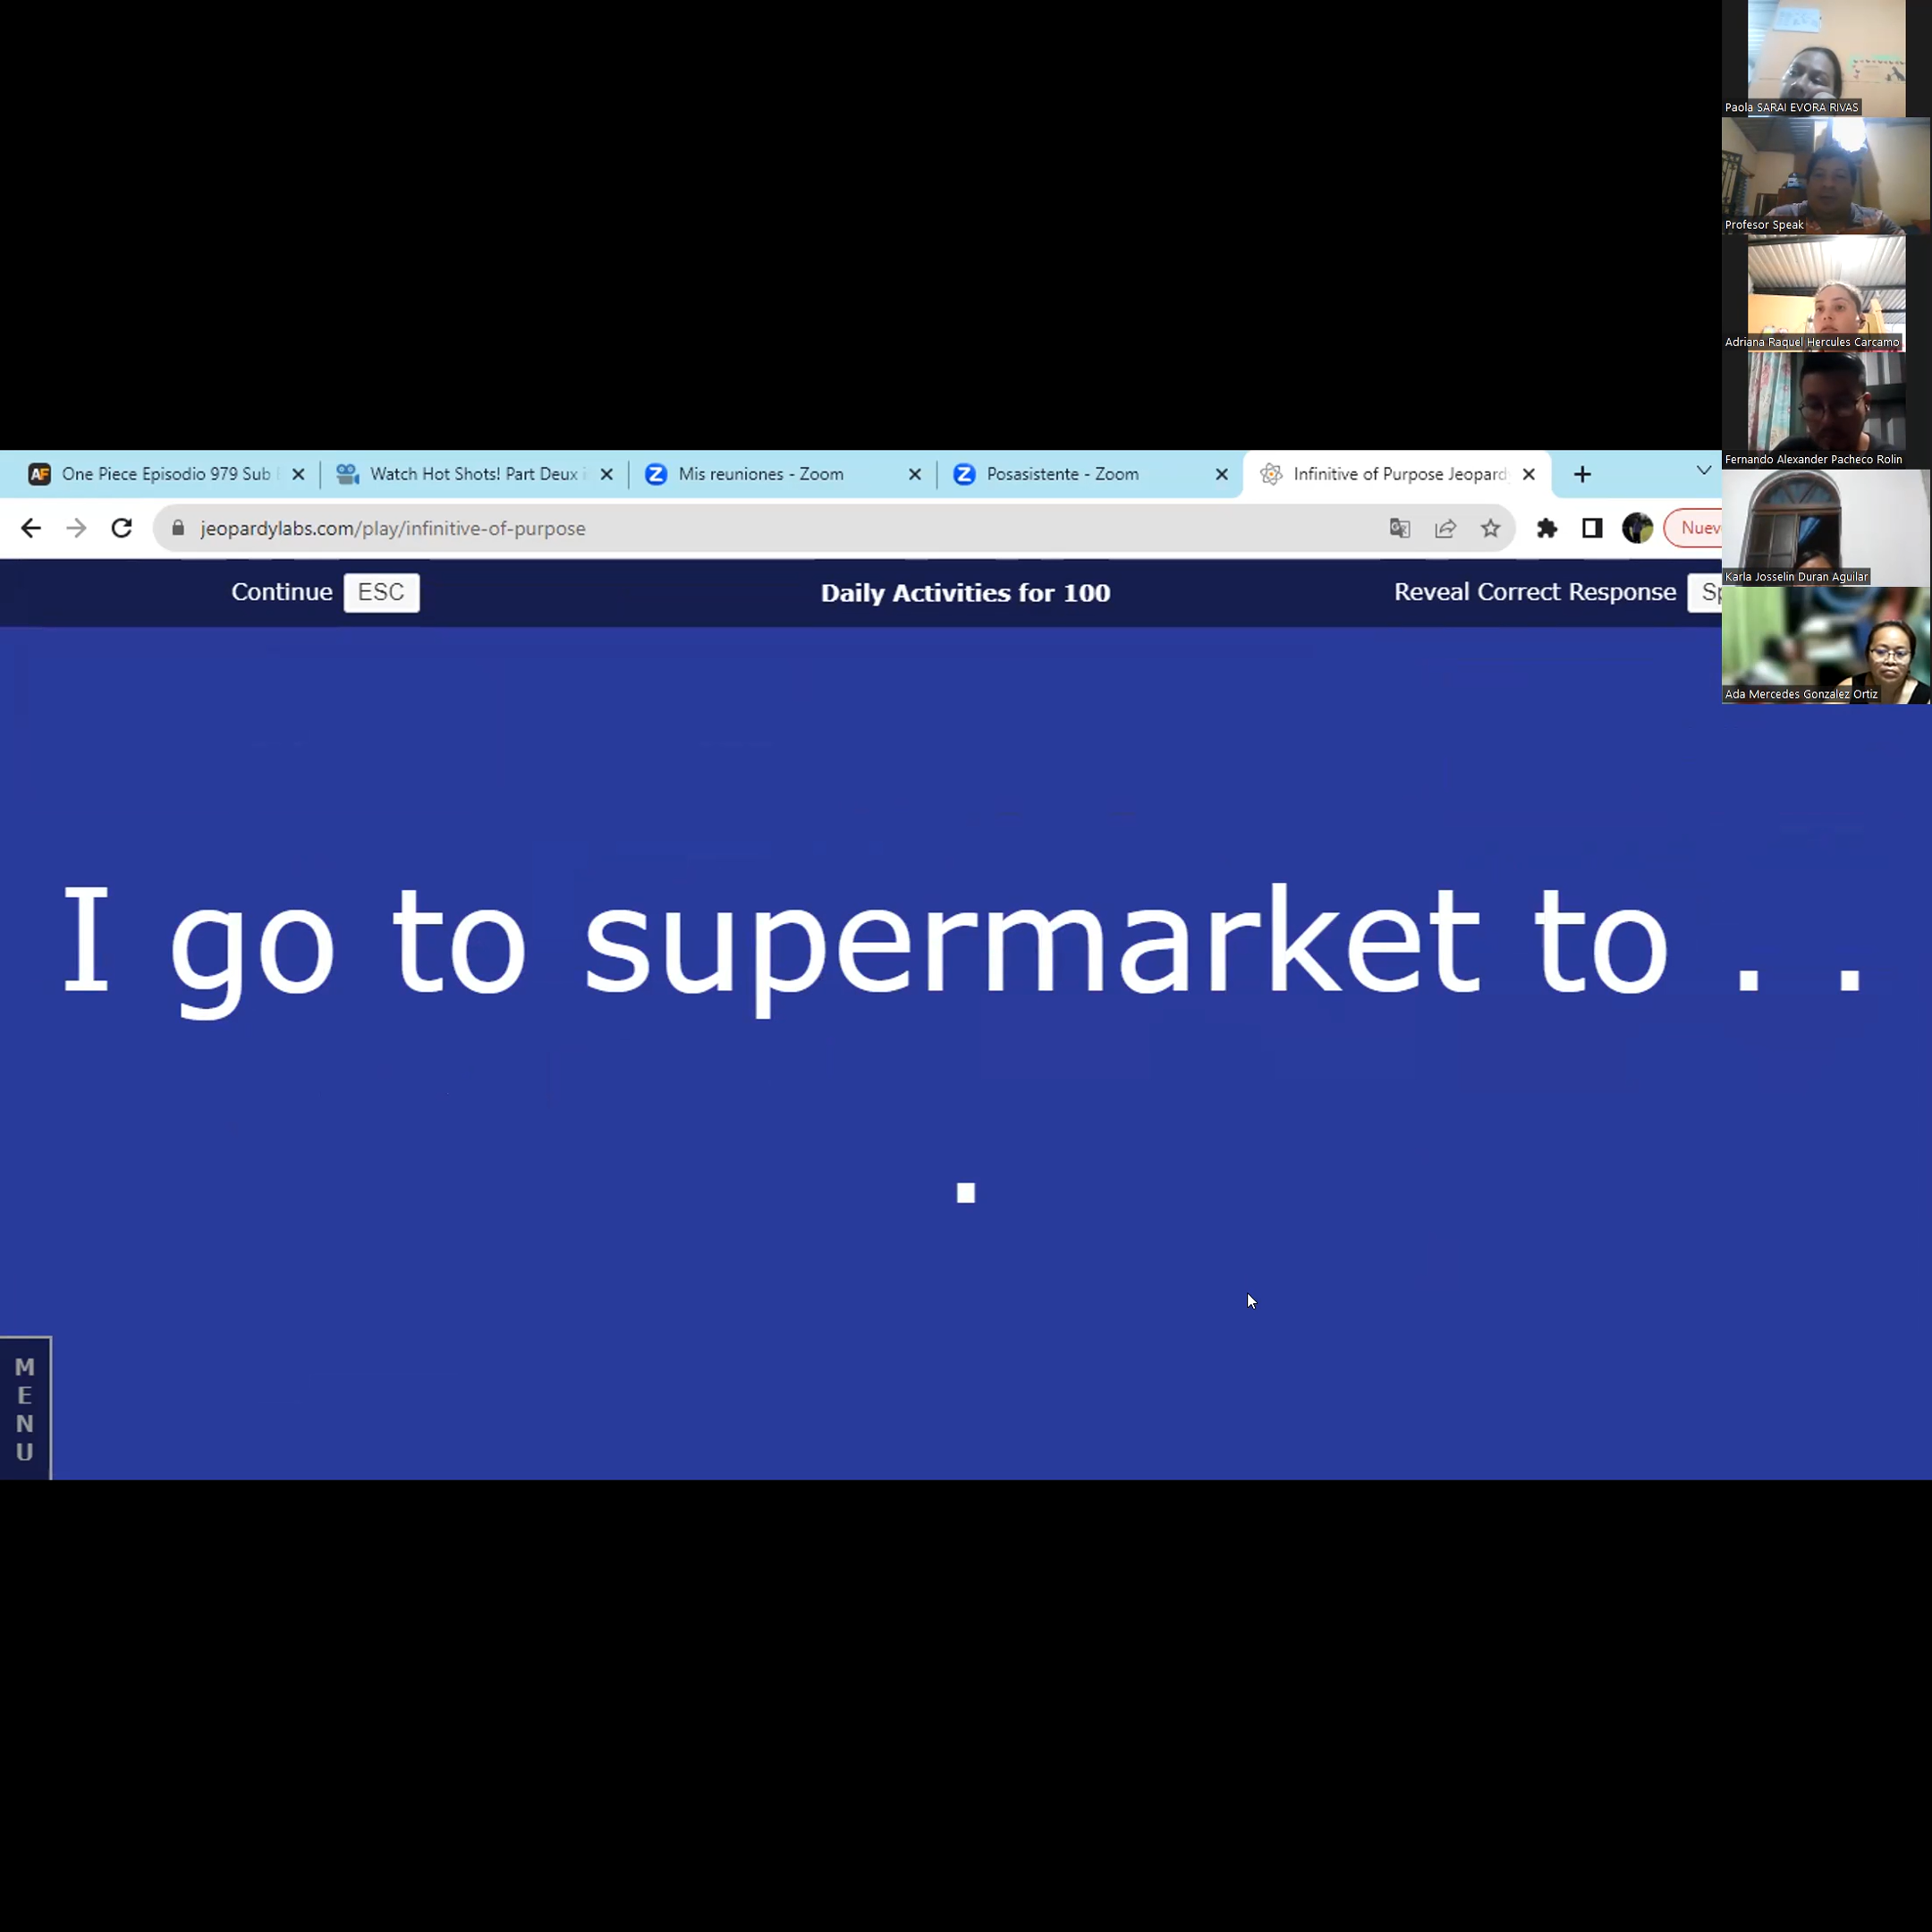 Paola SARAI EVORA RIVAS
Profesor Speak
Adriana Raquel Hercules Carcamo
Fernando Alexander Pacheco Rolin
Karla Josselin Duran Aguilar
Ada Mercedes Gonzalez Ortiz
One Piece Episodio 979 Sub
Watch Hot Shots! Part Deux
Mis reuniones - Zoom
Posasistente - Zoom
Infinitive of Purpose Jeopard
jeopardylabs.com/play/infinitive-of-purpose
Nuev
Continue ESC
Daily Activities for 100
Reveal Correct Response Sp
I go to supermarket to . .
.
MENU